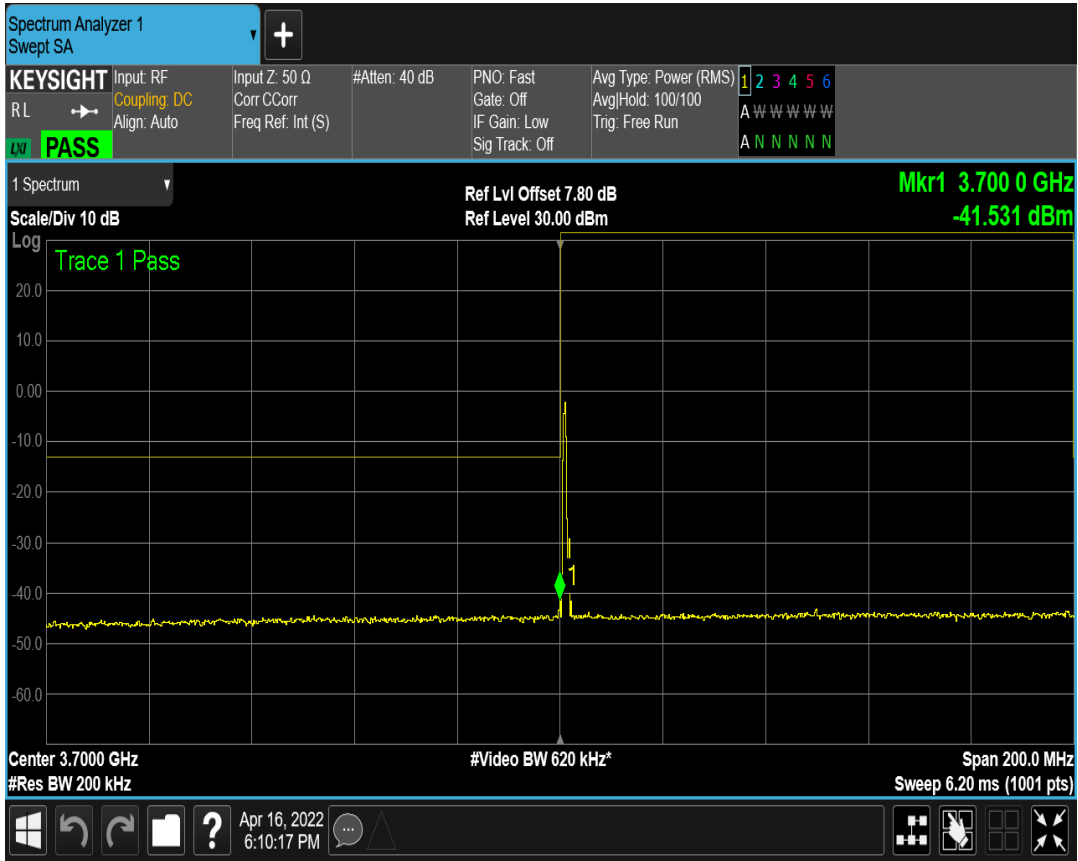 Spectrum Analyzer 1
Swept SA
KEYSIGHT
RL
LXI PASS
Input: RF
Coupling: DC
Align: Auto
Input Z: 50 Ω
Corr CCorr
Freq Ref: Int (S)
#Atten: 40 dB
PNO: Fast
Gate: Off
IF Gain: Low
Sig Track: Off
Avg Type: Power (RMS)
Avg|Hold: 100/100
Trig: Free Run
1 2 3 4 5 6
A W W W W W
A N N N N N
1 Spectrum
Scale/Div 10 dB
Ref Lvl Offset 7.80 dB
Ref Level 30.00 dBm
Mkr1 3.700 0 GHz
-41.531 dBm
Log
Trace 1 Pass
20.0
10.0
0.00
-10.0
-20.0
-30.0
1
-40.0
-50.0
-60.0
Center 3.7000 GHz
#Res BW 200 kHz
#Video BW 620 kHz*
Span 200.0 MHz
Sweep 6.20 ms (1001 pts)
Apr 16, 2022
6:10:17 PM